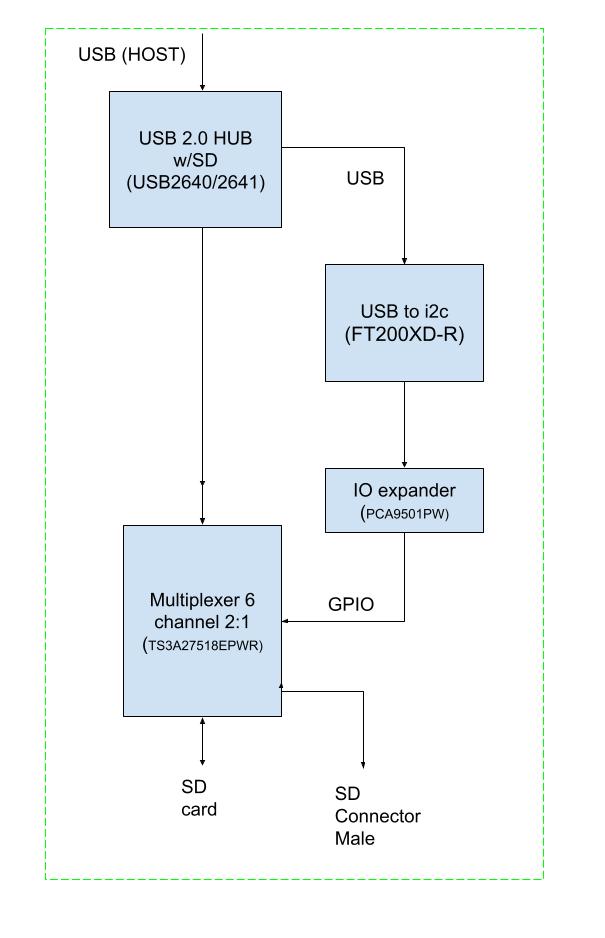 USB (HOST)
USB 2.0 HUB
w/SD
(USB2640/2641)
USB
USB to i2c
(FT200XD-R)
IO expander
(PCA9501PW)
GPIO
Multiplexer 6
channel 2:1
(TS3A27518EPWR)
SD
card
SD
Connector
Male